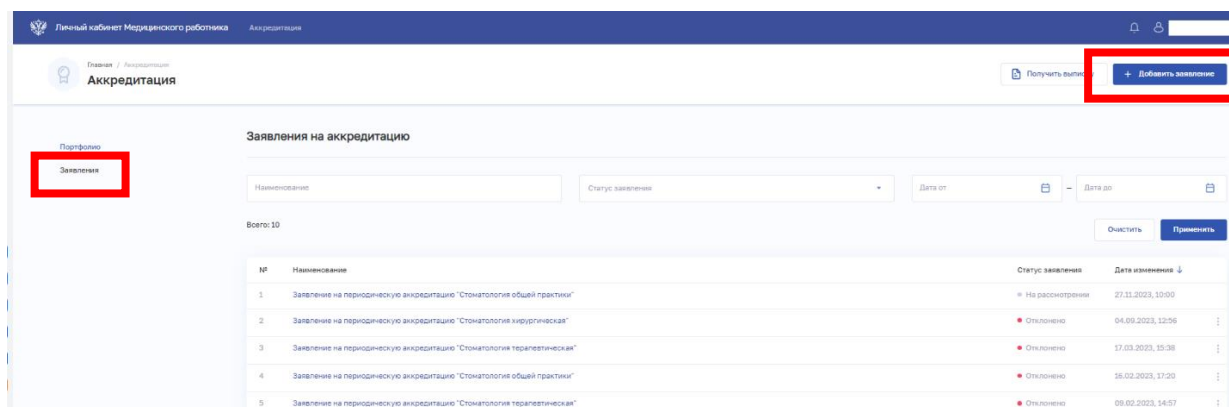 Личный кабинет Медицинского работника Аккредитация
Главная / Аккредитация
Аккредитация
Получить выписку
+ Добавить заявление
Портфолио
Заявления
Заявления на аккредитацию
Наименование Статус заявления Дата от – Дата до
Всего: 10
Очистить Применить
№ Наименование Статус заявления Дата изменения ↓
1 Заявление на периодическую аккредитацию "Стоматология общей практики" На рассмотрении 27.11.2023, 10:00
2 Заявление на периодическую аккредитацию "Стоматология хирургическая" Отклонено 04.09.2023, 12:56
3 Заявление на периодическую аккредитацию "Стоматология терапевтическая" Отклонено 17.03.2023, 15:38
4 Заявление на периодическую аккредитацию "Стоматология общей практики" Отклонено 16.02.2023, 17:20
5 Заявление на периодическую аккредитацию "Стоматология терапевтическая" Отклонено 09.02.2023, 14:57